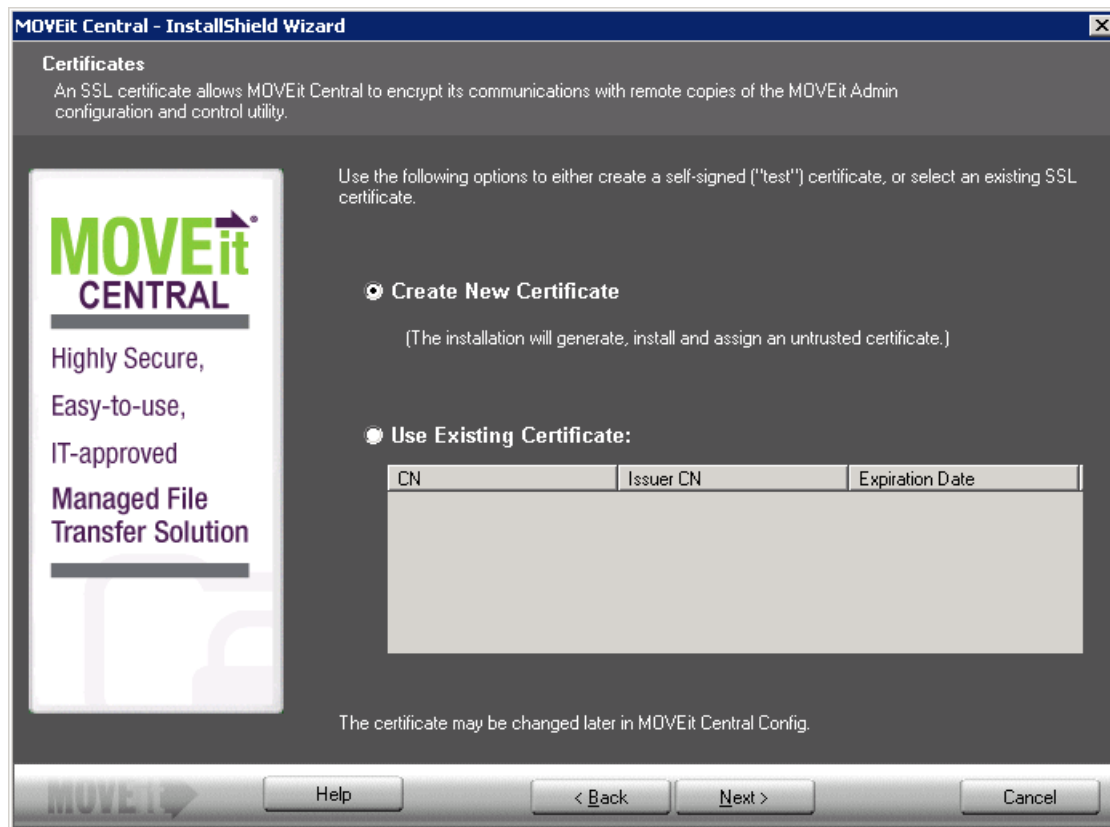 MOVEit Central - InstallShield Wizard
Certificates
An SSL certificate allows MOVEit Central to encrypt its communications with remote copies of the MOVEit Admin
configuration and control utility.
Use the following options to either create a self-signed ("test") certificate, or select an existing SSL
certificate.
MOVEit®
CENTRAL
Highly Secure,
Easy-to-use,
IT-approved
Managed File
Transfer Solution
Create New Certificate
(The installation will generate, install and assign an untrusted certificate.)
Use Existing Certificate:
CN Issuer CN Expiration Date
The certificate may be changed later in MOVEit Central Config.
MOVEit Help < Back Next > Cancel